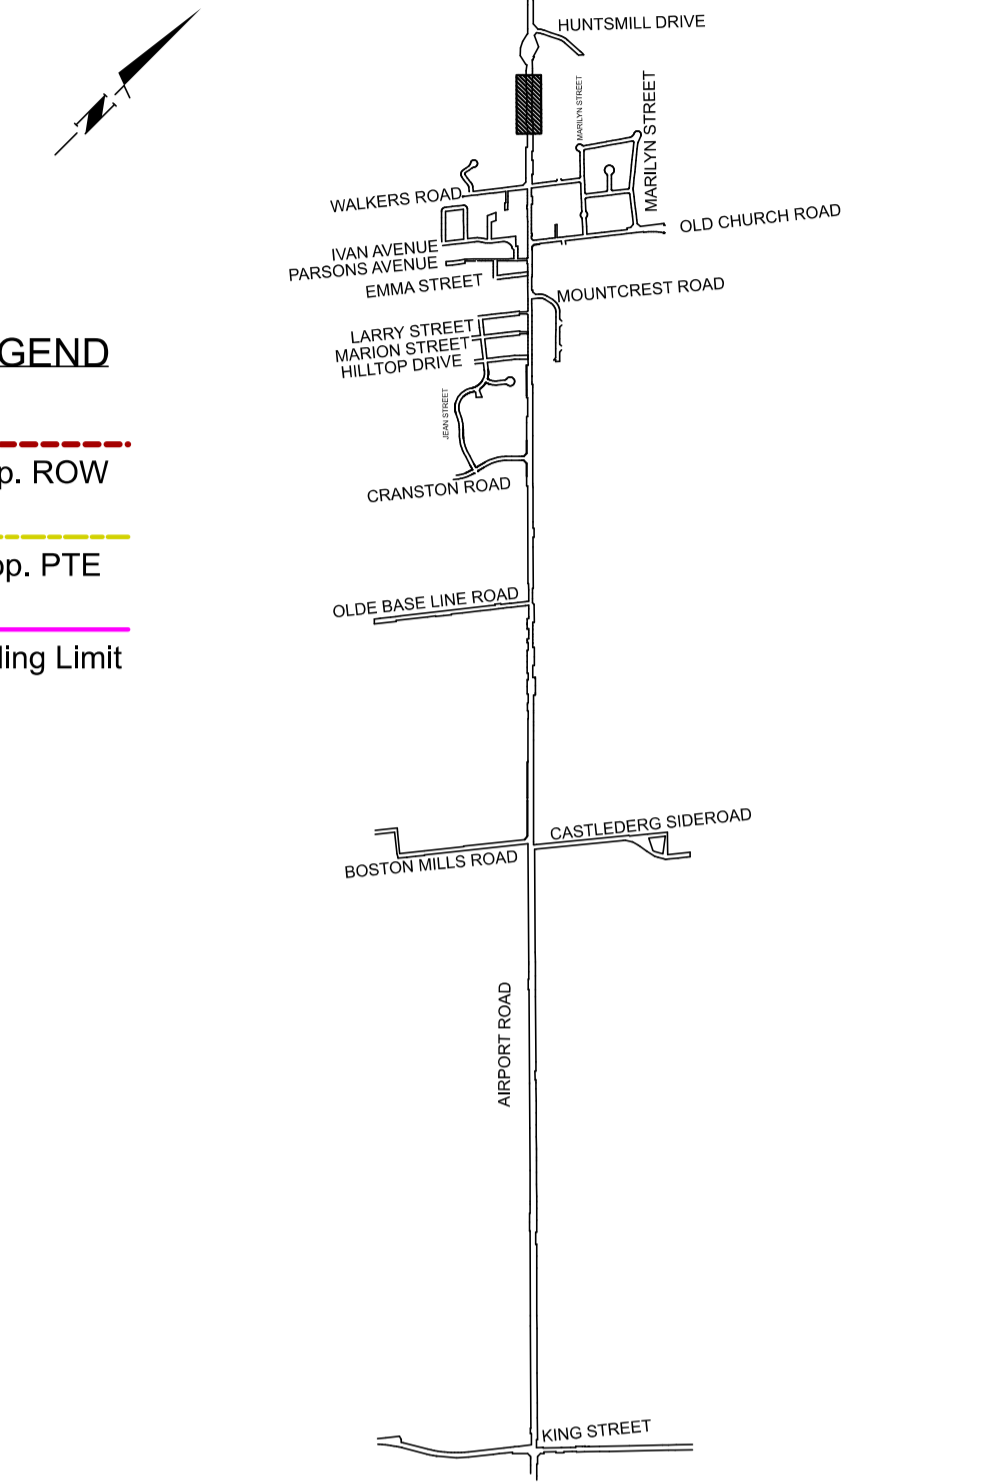 HUNTSMILL DRIVE
MARILYN STREET
MARILYN STREET
WALKERS ROAD
OLD CHURCH ROAD
IVAN AVENUE
PARSONS AVENUE
EMMA STREET
MOUNTCREST ROAD
LARRY STREET
MARION STREET
HILLTOP DRIVE
JEAN STREET
CRANSTON ROAD
OLDE BASE LINE ROAD
CASTLEDERG SIDEROAD
BOSTON MILLS ROAD
AIRPORT ROAD
KING STREET
N
GEND
p. ROW
op. PTE
ling Limit